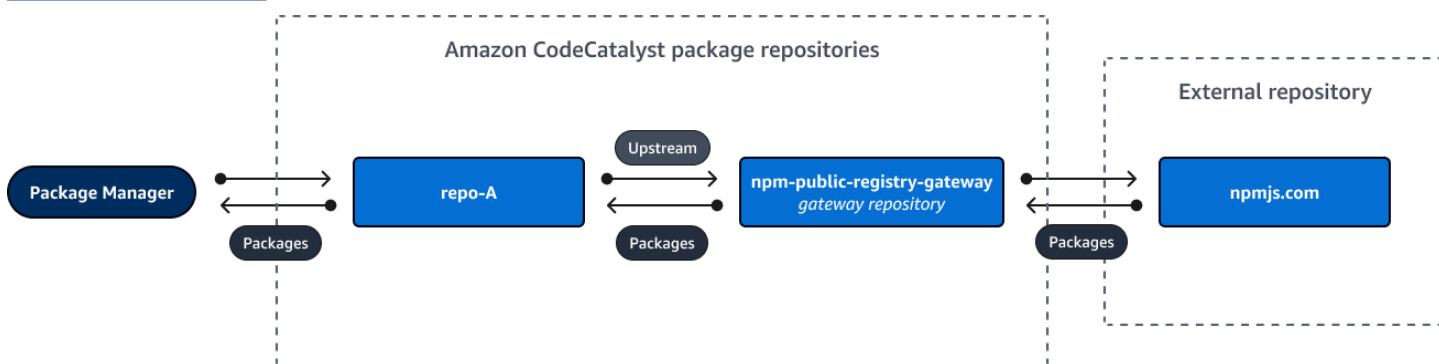 Amazon CodeCatalyst package repositories
External repository
Upstream
Package Manager
repo-A
npm-public-registry-gateway
gateway repository
npmjs.com
Packages
Packages
Packages